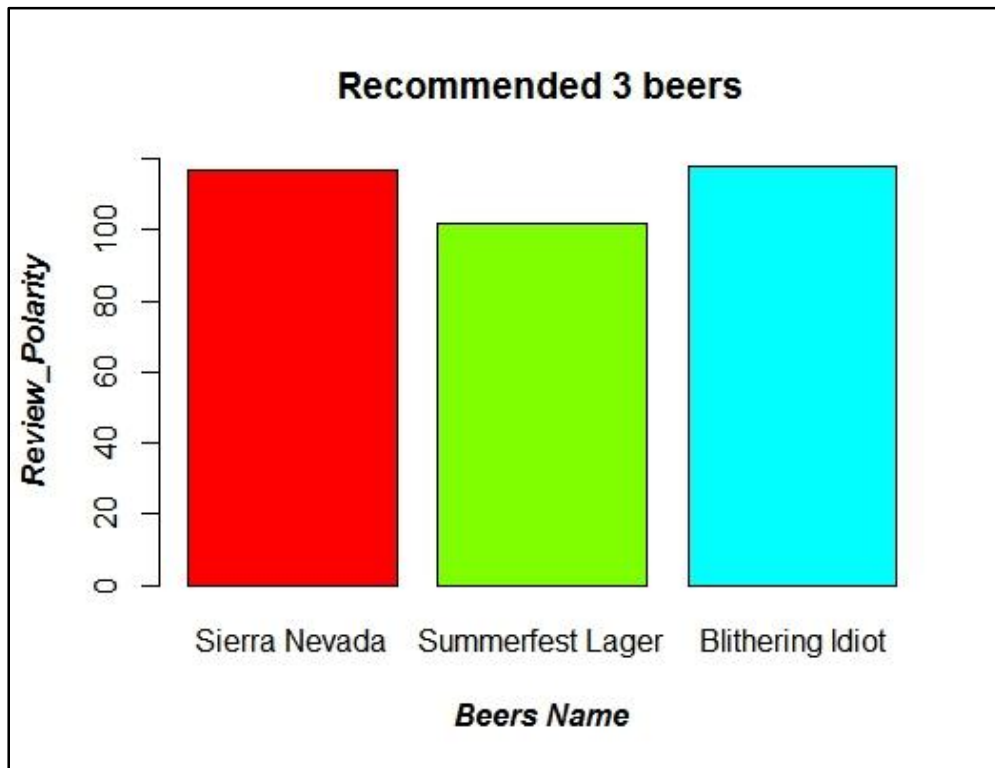 Recommended 3 beers
Review_Polarity
100
80
60
40
20
0
Sierra Nevada Summerfest Lager Blithering Idiot
Beers Name